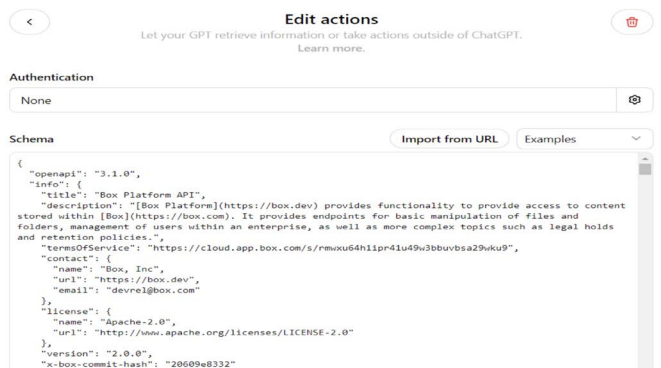 Edit actions
Let your GPT retrieve information or take actions outside of ChatGPT.
Learn more.
Authentication
None
Schema
Import from URL
Examples
{
"openapi": "3.1.0",
"info": {
"title": "Box Platform API",
"description": "[Box Platform](https://box.dev) provides functionality to provide access to content
stored within [Box](https://box.com). It provides endpoints for basic manipulation of files and
folders, management of users within an enterprise, as well as more complex topics such as legal holds
and retention policies.",
"termsOfService": "https://cloud.app.box.com/s/rmwxu64h1ipr41u49w3bbuvbsa29wku9",
"contact": {
"name": "Box, Inc",
"url": "https://box.dev",
"email": "devrel@box.com"
},
"license": {
"name": "Apache-2.0",
"url": "http://www.apache.org/licenses/LICENSE-2.0"
},
"version": "2.0.0",
"x-box-commit-hash": "20609e8332"